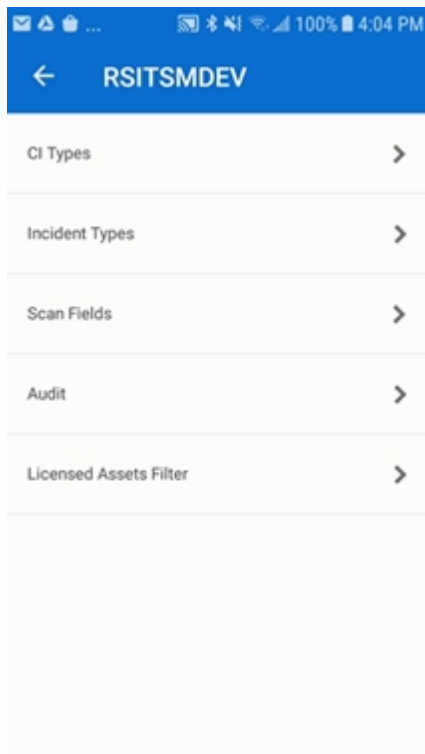 ... 100% 4:04 PM
RSITSMDEV
CI Types
Incident Types
Scan Fields
Audit
Licensed Assets Filter